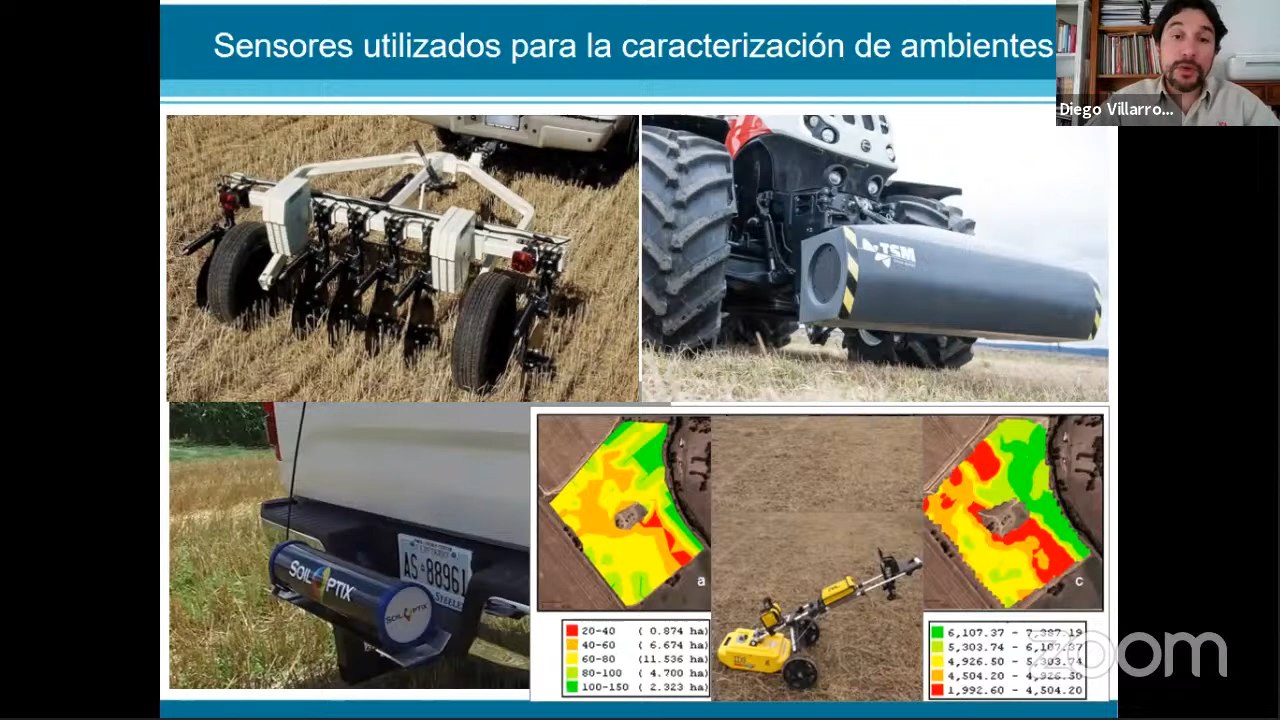 Sensores utilizados para la caracterización de ambientes
Diego Villarro...
TSM
SOIL OPTIX
SOIL OPTIX
AS 88961
a
c
20-40 ( 0.874 ha)
40-60 ( 6.674 ha)
60-80 (11.536 ha)
80-100 ( 4.700 ha)
100-150 ( 2.323 ha)
6,107.37 - 7,387.19
5,303.74 - 6,107.37
4,926.50 - 5,303.74
4,504.20 - 4,926.50
1,992.60 - 4,504.20
zoom